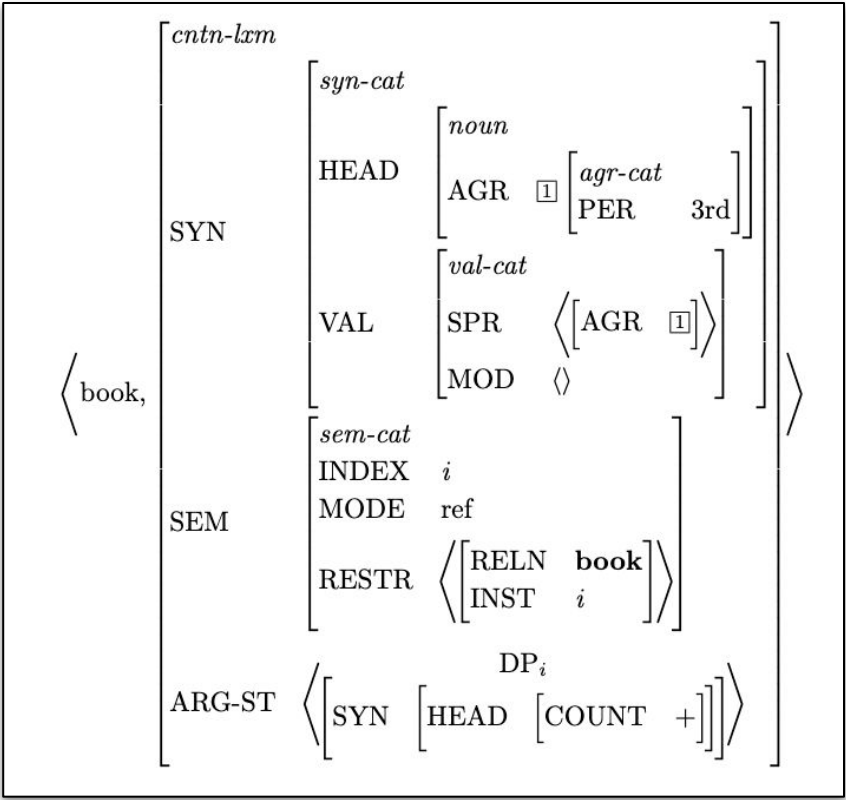 cntn-lxm
syn-cat
noun
HEAD
AGR 1 agr-cat
PER 3rd
SYN
val-cat
VAL SPR ⟨[AGR 1]⟩
MOD ⟨⟩
⟨book,
sem-cat
INDEX i
MODE ref
SEM
RESTR ⟨[RELN book
INST i]⟩
DPi
ARG-ST ⟨[SYN [HEAD [COUNT +]]]⟩⟩